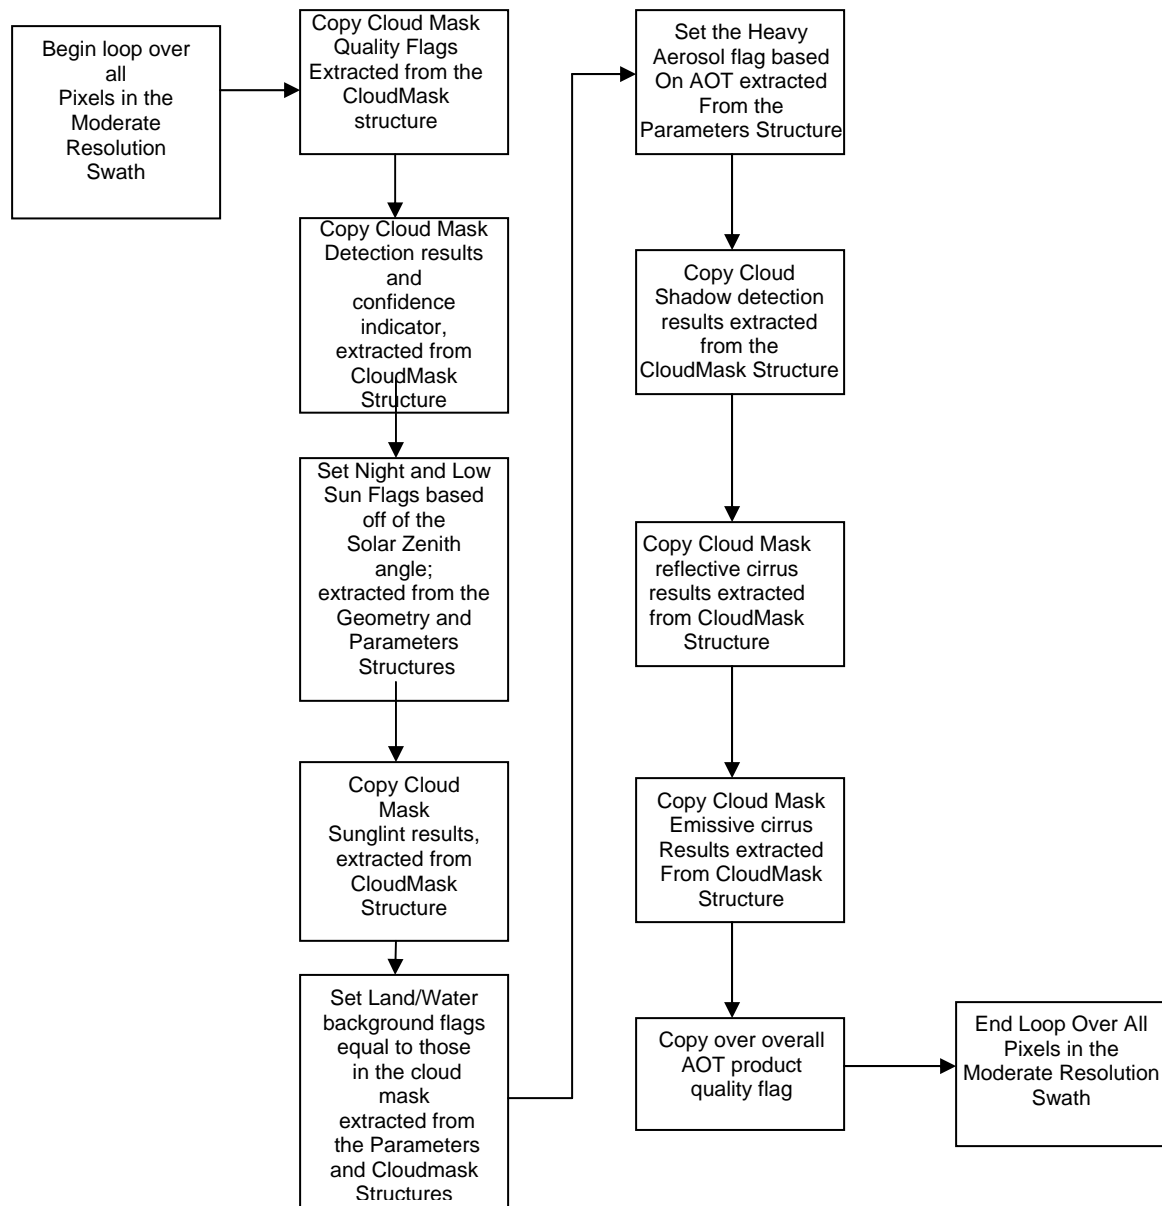 Begin loop over
all
Pixels in the
Moderate
Resolution
Swath
Copy Cloud Mask
Quality Flags
Extracted from the
CloudMask
structure
Copy Cloud Mask
Detection results
and
confidence
indicator,
extracted from
CloudMask
Structure
Set Night and Low
Sun Flags based
off of the
Solar Zenith
angle;
extracted from the
Geometry and
Parameters
Structures
Copy Cloud
Mask
Sunglint results,
extracted from
CloudMask
Structure
Set Land/Water
background flags
equal to those
in the cloud
mask
extracted from
the Parameters
and Cloudmask
Structures
Set the Heavy
Aerosol flag based
On AOT extracted
From the
Parameters Structure
Copy Cloud
Shadow detection
results extracted
from the
CloudMask Structure
Copy Cloud Mask
reflective cirrus
results extracted
from CloudMask
Structure
Copy Cloud Mask
Emissive cirrus
Results extracted
From CloudMask
Structure
Copy over overall
AOT product
quality flag
End Loop Over All
Pixels in the
Moderate Resolution
Swath